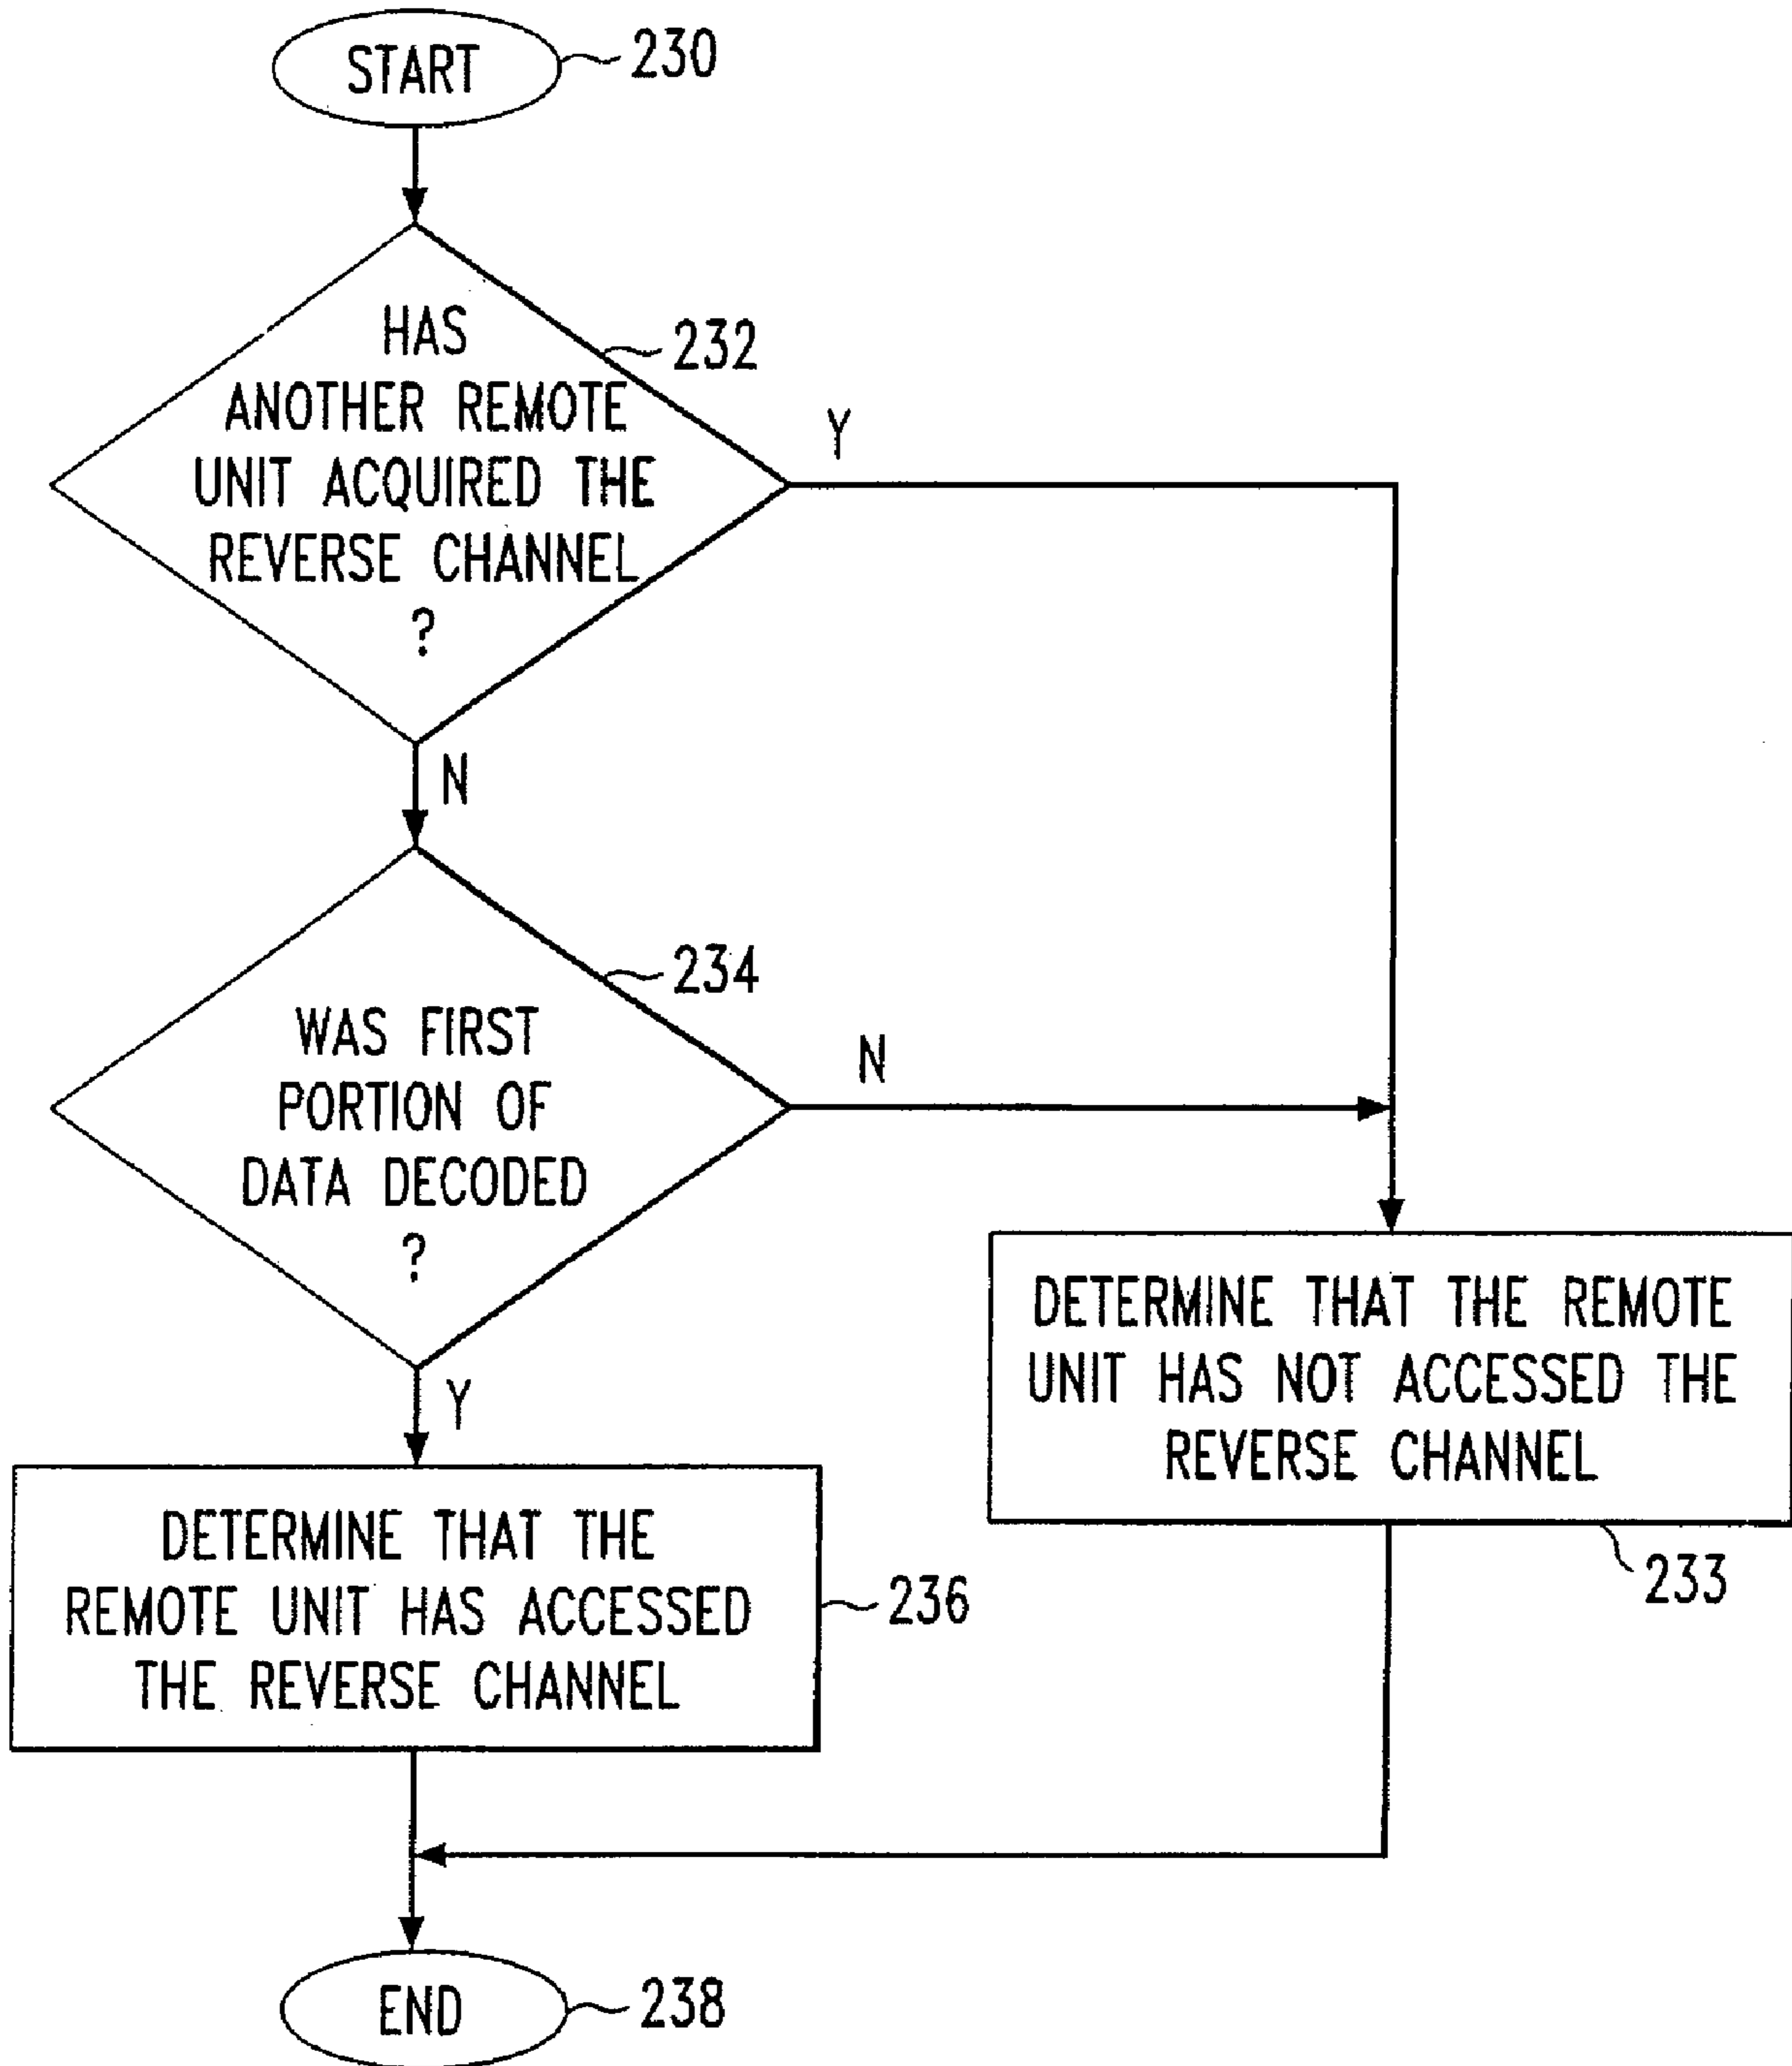 START
230
HAS
ANOTHER REMOTE
UNIT ACQUIRED THE
REVERSE CHANNEL
?
232
Y
N
WAS FIRST
PORTION OF
DATA DECODED
?
234
N
Y
DETERMINE THAT THE REMOTE
UNIT HAS NOT ACCESSED THE
REVERSE CHANNEL
233
DETERMINE THAT THE
REMOTE UNIT HAS ACCESSED
THE REVERSE CHANNEL
236
END
238